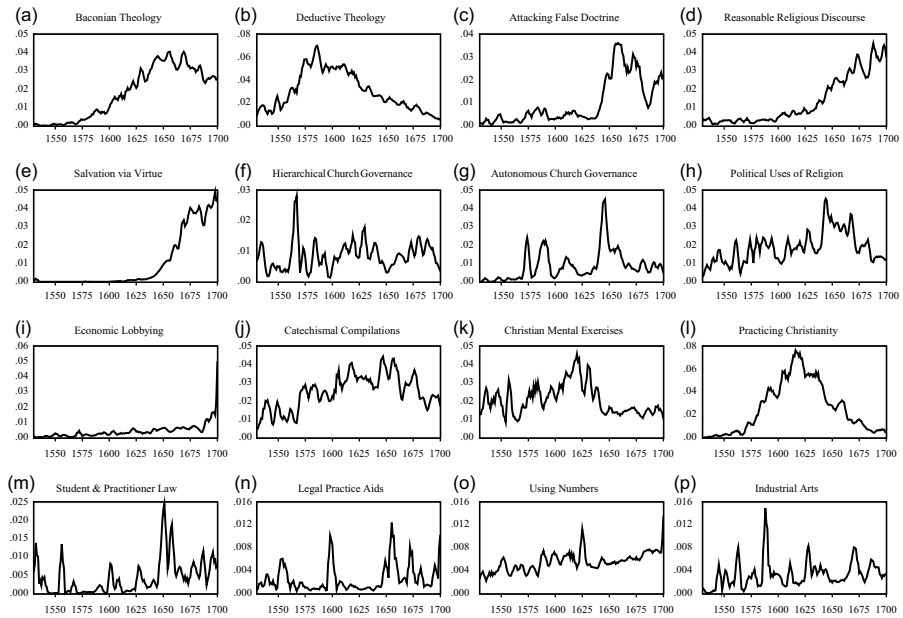 (a) Baconian Theology
.05
.04
.03
.02
.01
.00
1550 1575 1600 1625 1650 1675 1700
(b) Deductive Theology
.08
.06
.04
.02
.00
1550 1575 1600 1625 1650 1675 1700
(c) Attacking False Doctrine
.04
.03
.02
.01
.00
1550 1575 1600 1625 1650 1675 1700
(d) Reasonable Religious Discourse
.05
.04
.03
.02
.01
.00
1550 1575 1600 1625 1650 1675 1700
(e) Salvation via Virtue
.05
.04
.03
.02
.01
.00
1550 1575 1600 1625 1650 1675 1700
(f) Hierarchical Church Governance
.03
.02
.01
.00
1550 1575 1600 1625 1650 1675 1700
(g) Autonomous Church Governance
.05
.04
.03
.02
.01
.00
1550 1575 1600 1625 1650 1675 1700
(h) Political Uses of Religion
.05
.04
.03
.02
.01
.00
1550 1575 1600 1625 1650 1675 1700
(i) Economic Lobbying
.06
.05
.04
.03
.02
.01
.00
1550 1575 1600 1625 1650 1675 1700
(j) Catechismal Compilations
.05
.04
.03
.02
.01
.00
1550 1575 1600 1625 1650 1675 1700
(k) Christian Mental Exercises
.05
.04
.03
.02
.01
.00
1550 1575 1600 1625 1650 1675 1700
(l) Practicing Christianity
.08
.06
.04
.02
.00
1550 1575 1600 1625 1650 1675 1700
(m) Student & Practitioner Law
.025
.020
.015
.010
.005
.000
1550 1575 1600 1625 1650 1675 1700
(n) Legal Practice Aids
.016
.012
.008
.004
.000
1550 1575 1600 1625 1650 1675 1700
(o) Using Numbers
.016
.012
.008
.004
.000
1550 1575 1600 1625 1650 1675 1700
(p) Industrial Arts
.016
.012
.008
.004
.000
1550 1575 1600 1625 1650 1675 1700